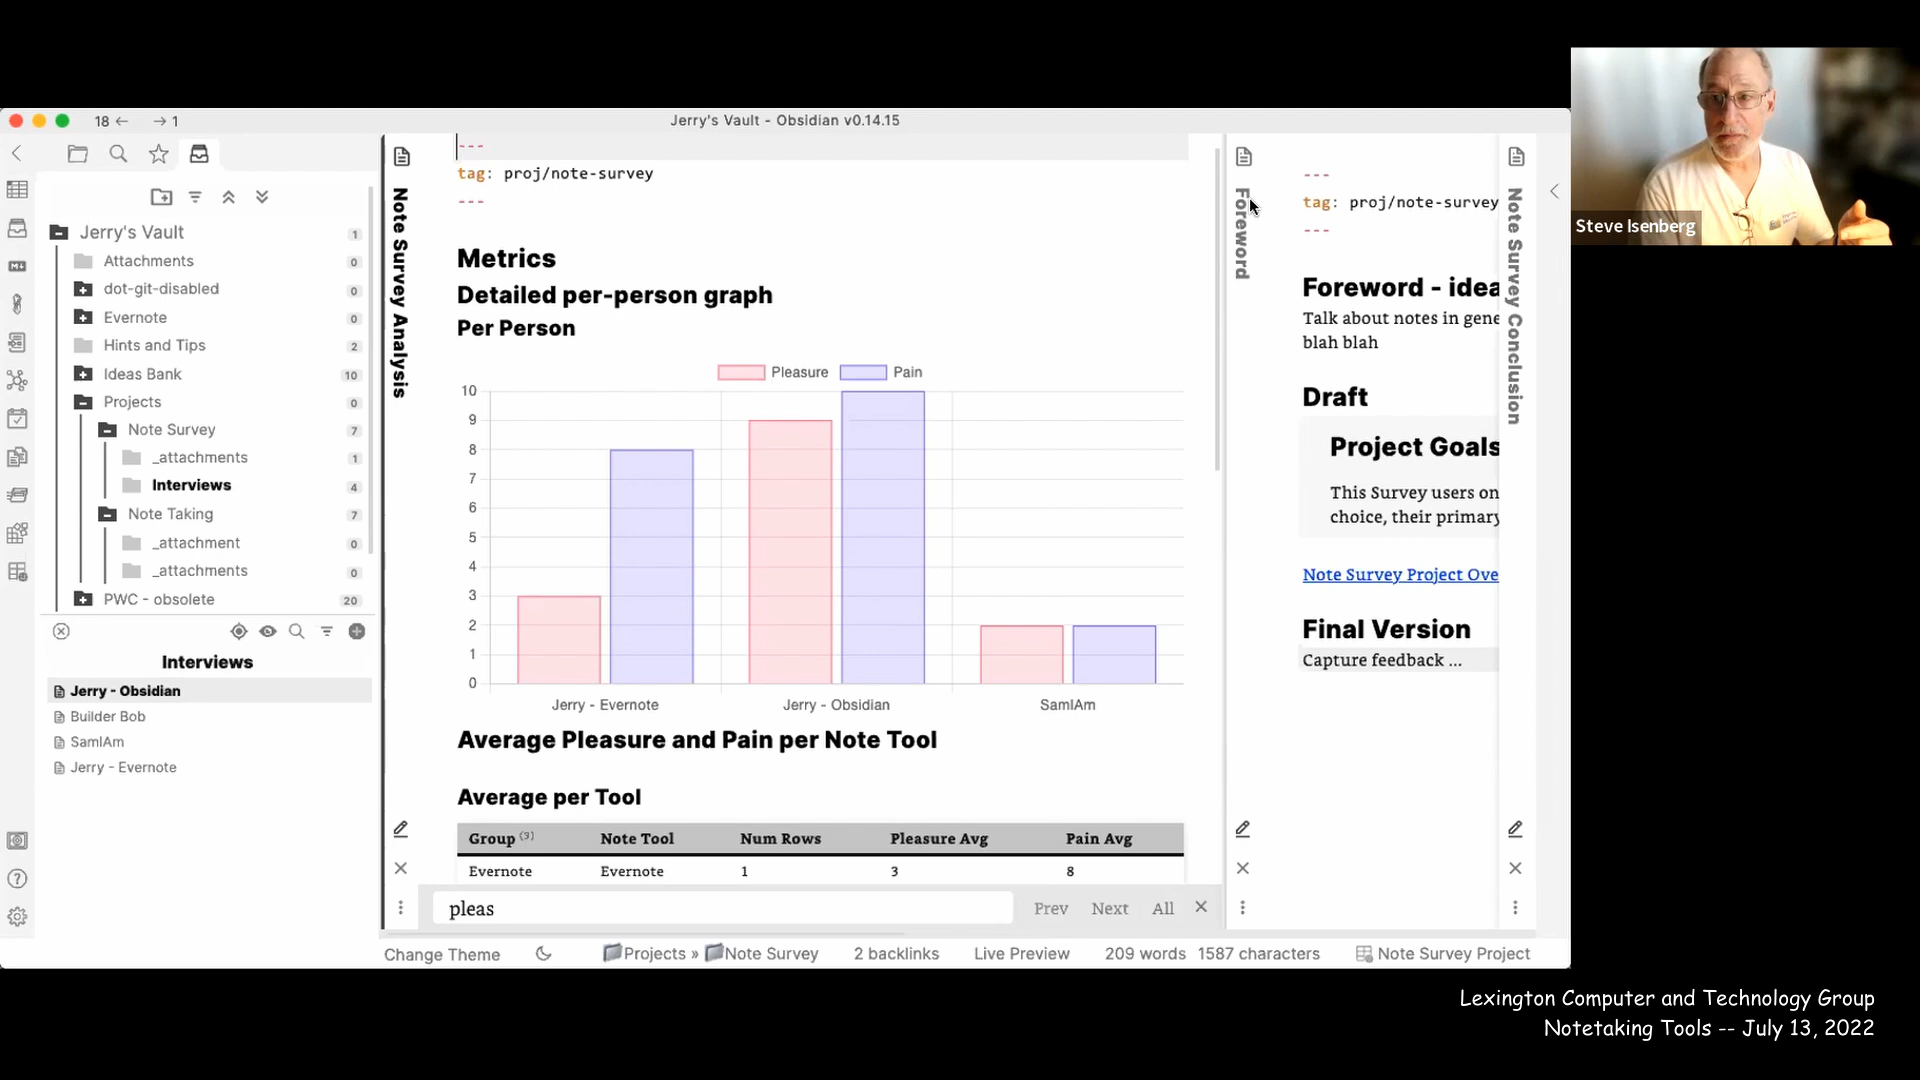 18 ← → 1
Jerry's Vault - Obsidian v0.14.15
Jerry's Vault 1
Attachments 0
dot-git-disabled 0
Evernote 0
Hints and Tips 2
Ideas Bank 10
Projects 0
Note Survey 7
_attachments 1
Interviews 4
Note Taking 7
_attachment 0
_attachments 0
PWC - obsolete 20
Interviews
Jerry - Obsidian
Builder Bob
SamIAm
Jerry - Evernote
Note Survey Analysis
---
tag: proj/note-survey
---
Metrics
Detailed per-person graph
Per Person
Pleasure Pain
10
9
8
7
6
5
4
3
2
1
0
Jerry - Evernote Jerry - Obsidian SamIAm
Average Pleasure and Pain per Note Tool
Average per Tool
Group (3) Note Tool Num Rows Pleasure Avg Pain Avg
Evernote Evernote 1 3 8
pleas Prev Next All
Foreword
---
tag: proj/note-survey
---
Foreword - idea
Talk about notes in gene
blah blah
Draft
Project Goals
This Survey users on
choice, their primary
Note Survey Project Ove
Final Version
Capture feedback ...
Note Survey Conclusion
Change Theme Projects » Note Survey 2 backlinks Live Preview 209 words 1587 characters Note Survey Project
Steve Isenberg
Lexington Computer and Technology Group
Notetaking Tools -- July 13, 2022